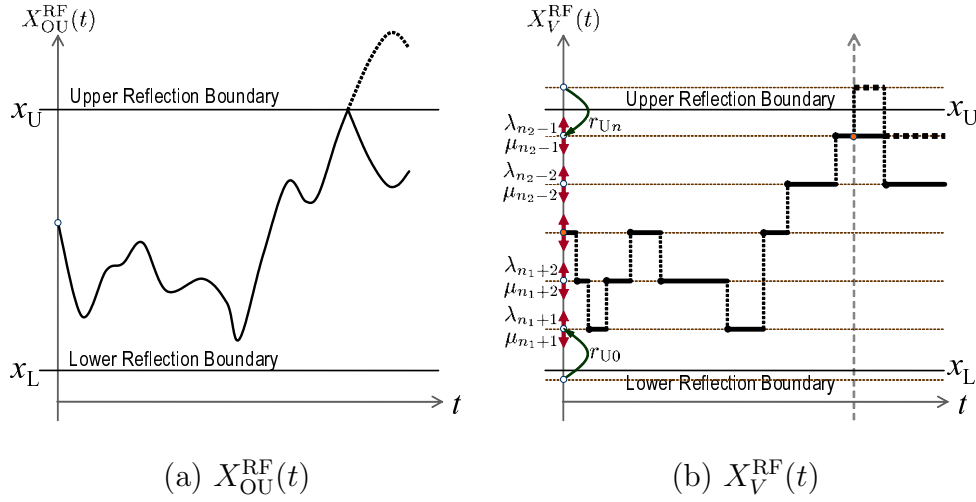 X_OU^RF(t)
Upper Reflection Boundary
x_U
Lower Reflection Boundary
x_L
t
(a) X_OU^RF(t)
X_V^RF(t)
Upper Reflection Boundary
x_U
r_Un
λ_{n_2−1}
μ_{n_2−1}
λ_{n_2−2}
μ_{n_2−2}
λ_{n_1+2}
μ_{n_1+2}
λ_{n_1+1}
μ_{n_1+1}
r_U0
x_L
Lower Reflection Boundary
t
(b) X_V^RF(t)